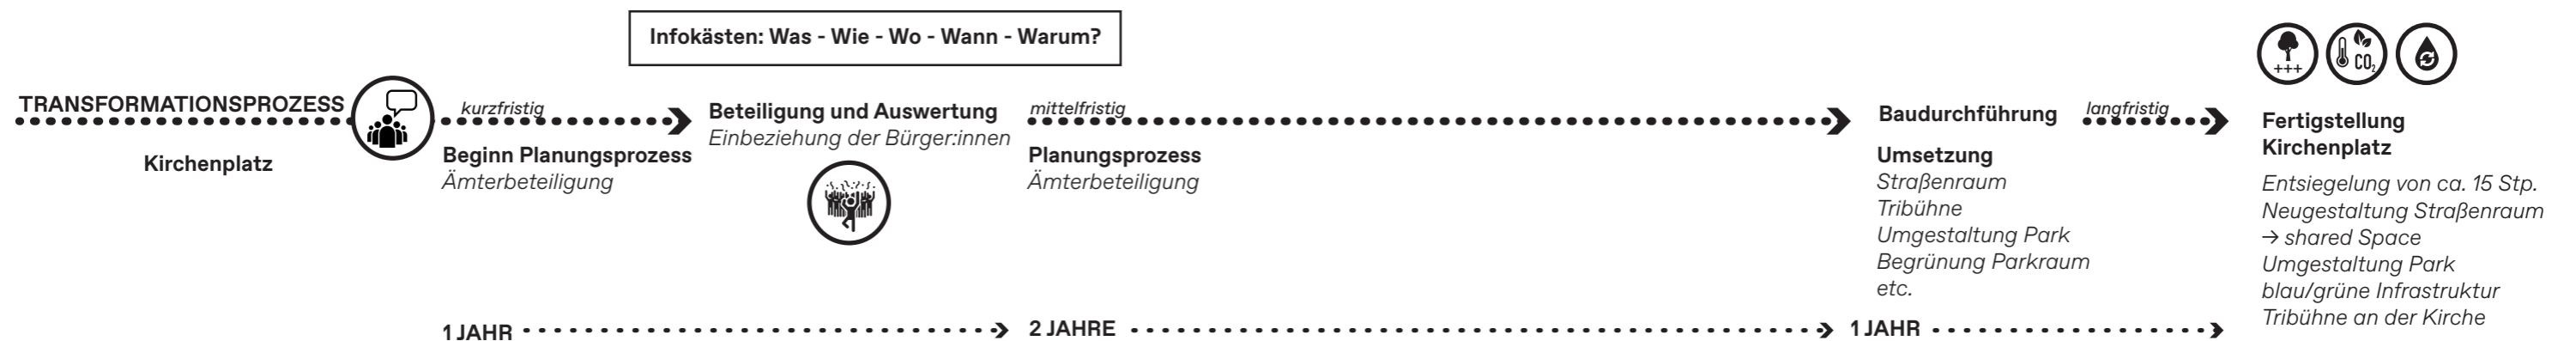 Infokästen: Was - Wie - Wo - Wann - Warum?
TRANSFORMATIONSPROZESS
Kirchenplatz
kurzfristig
Beginn Planungsprozess
Ämterbeteiligung
Beteiligung und Auswertung
Einbeziehung der Bürger:innen
mittelfristig
Planungsprozess
Ämterbeteiligung
Baudurchführung
Umsetzung
Straßenraum
Tribühne
Umgestaltung Park
Begrünung Parkraum
etc.
langfristig
+++
CO₂
Fertigstellung
Kirchenplatz
Entsiegelung von ca. 15 Stp.
Neugestaltung Straßenraum
→ shared Space
Umgestaltung Park
blau/grüne Infrastruktur
Tribühne an der Kirche
1 JAHR
2 JAHRE
1 JAHR